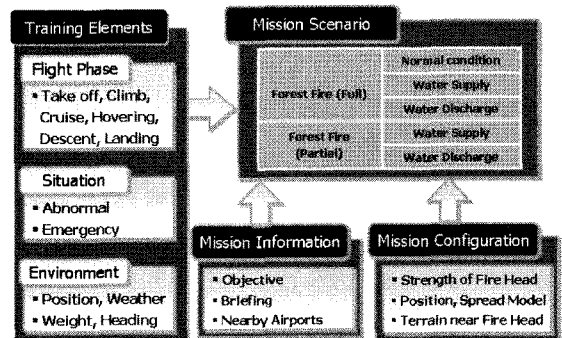 Training Elements
Flight Phase
▪ Take off, Climb,
Cruise, Hovering,
Descent, Landing
Situation
▪ Abnormal
▪ Emergency
Environment
▪ Position, Weather
▪ Weight, Heading
Mission Scenario
Forest Fire (Full)
Normal condition
Water Supply
Water Discharge
Forest Fire
(Partial)
Water Supply
Water Discharge
Mission Information
▪ Objective
▪ Briefing
▪ Nearby Airports
Mission Configuration
▪ Strength of Fire Head
▪ Position, Spread Model
▪ Terrain near Fire Head